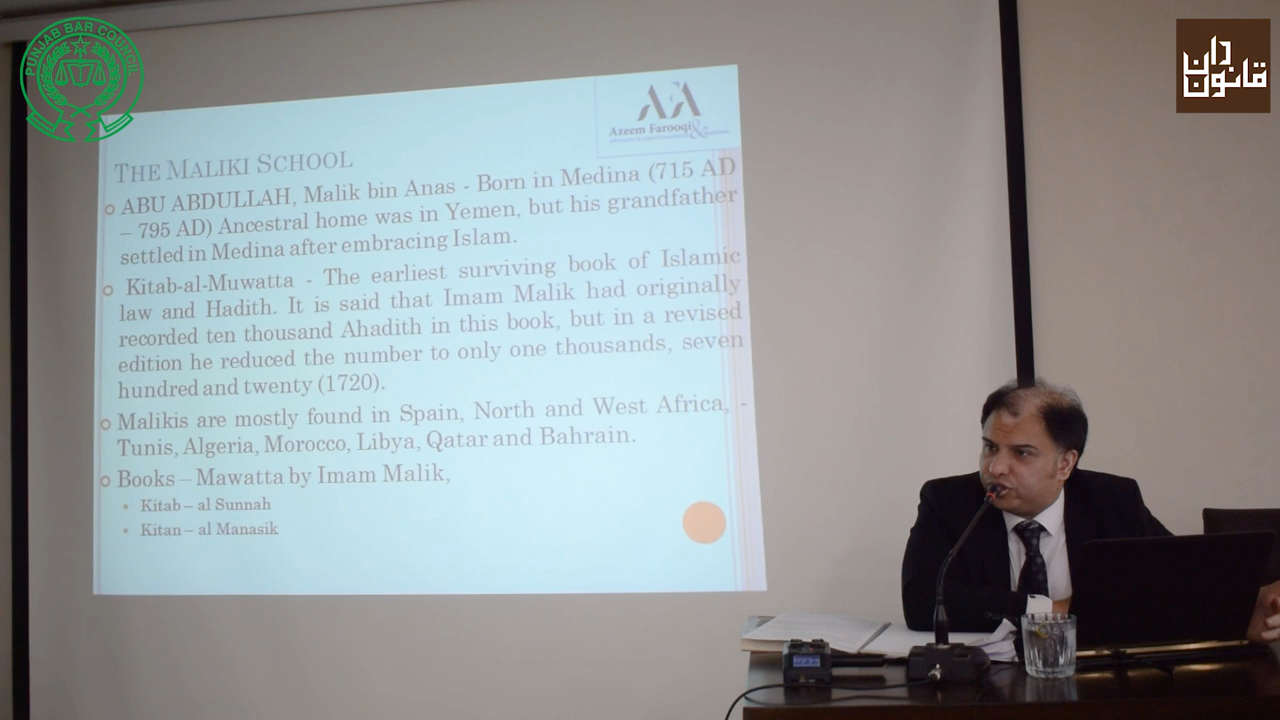 PUNJAB BAR COUNCIL
قانون دان
AFA
Azeem Farooqi &
THE MALIKI SCHOOL
ABU ABDULLAH, Malik bin Anas - Born in Medina (715 AD
– 795 AD) Ancestral home was in Yemen, but his grandfather
settled in Medina after embracing Islam.
Kitab-al-Muwatta - The earliest surviving book of Islamic
law and Hadith. It is said that Imam Malik had originally
recorded ten thousand Ahadith in this book, but in a revised
edition he reduced the number to only one thousands, seven
hundred and twenty (1720).
Malikis are mostly found in Spain, North and West Africa, -
Tunis, Algeria, Morocco, Libya, Qatar and Bahrain.
Books – Mawatta by Imam Malik,
Kitab – al Sunnah
Kitan – al Manasik